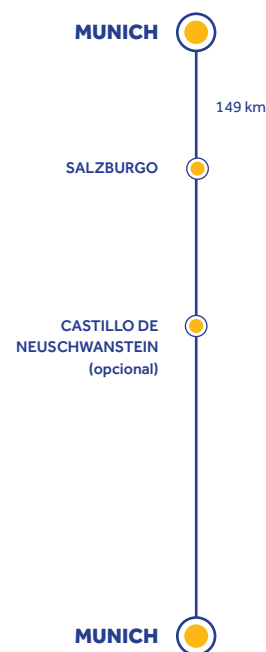 MUNICH
149 km
SALZBURGO
CASTILLO DE
NEUSCHWANSTEIN
(opcional)
MUNICH